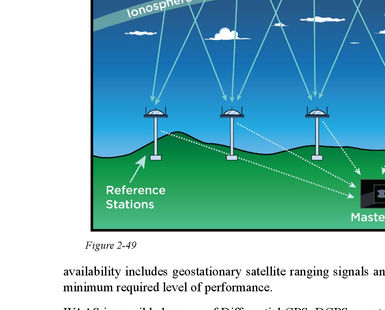 Ionosphere
Reference
Stations
Maste
Figure 2-49
availability includes geostationary satellite ranging signals an
minimum required level of performance.